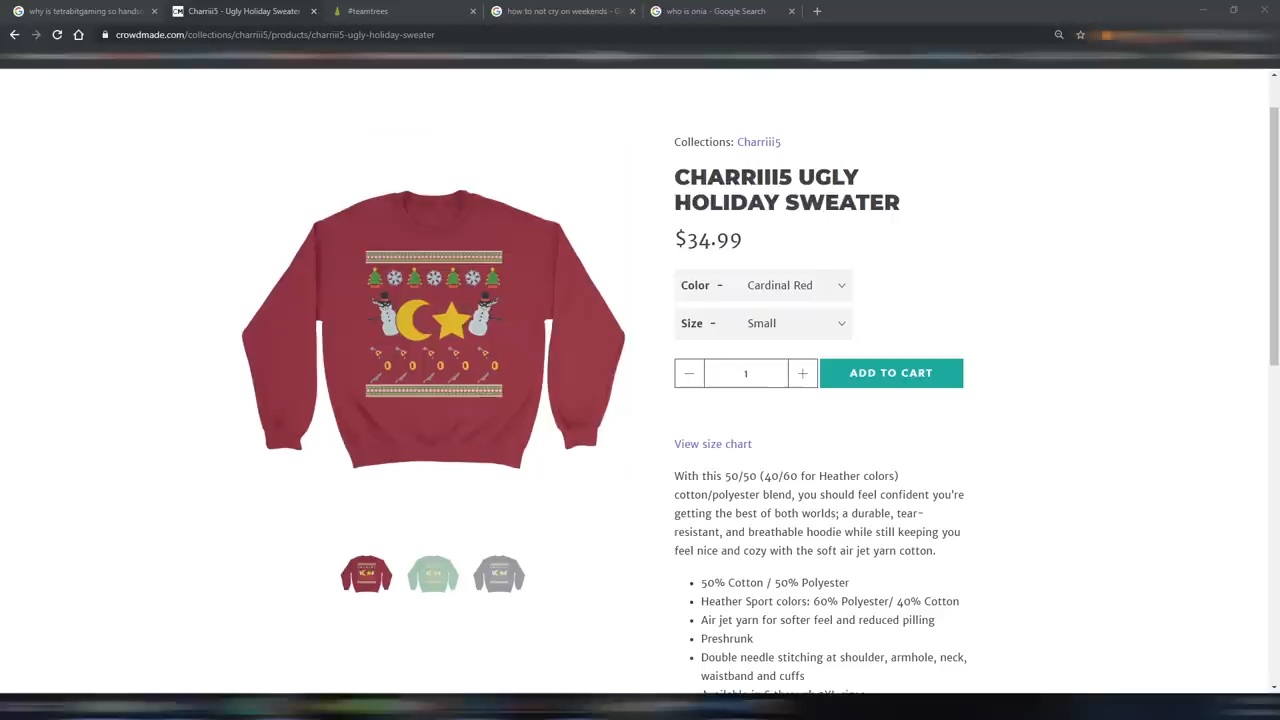 why is tetrabitgaming so hands
Charriii5 - Ugly Holiday Sweater
#teamtrees
how to not cry on weekends - G
who is onia - Google Search
crowdmade.com/collections/charriii5/products/charriii5-ugly-holiday-sweater
Collections: Charriii5
CHARRIII5 UGLY
HOLIDAY SWEATER
$34.99
Color - Cardinal Red
Size - Small
1
ADD TO CART
View size chart
With this 50/50 (40/60 for Heather colors)
cotton/polyester blend, you should feel confident you're
getting the best of both worlds; a durable, tear-
resistant, and breathable hoodie while still keeping you
feel nice and cozy with the soft air jet yarn cotton.
• 50% Cotton / 50% Polyester
• Heather Sport colors: 60% Polyester/ 40% Cotton
• Air jet yarn for softer feel and reduced pilling
• Preshrunk
• Double needle stitching at shoulder, armhole, neck,
waistband and cuffs